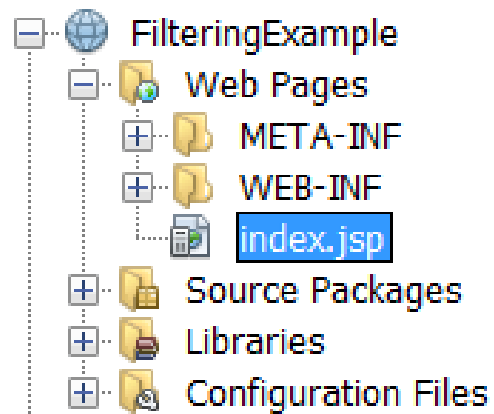 FilteringExample
Web Pages
META-INF
WEB-INF
index.jsp
Source Packages
Libraries
Configuration Files